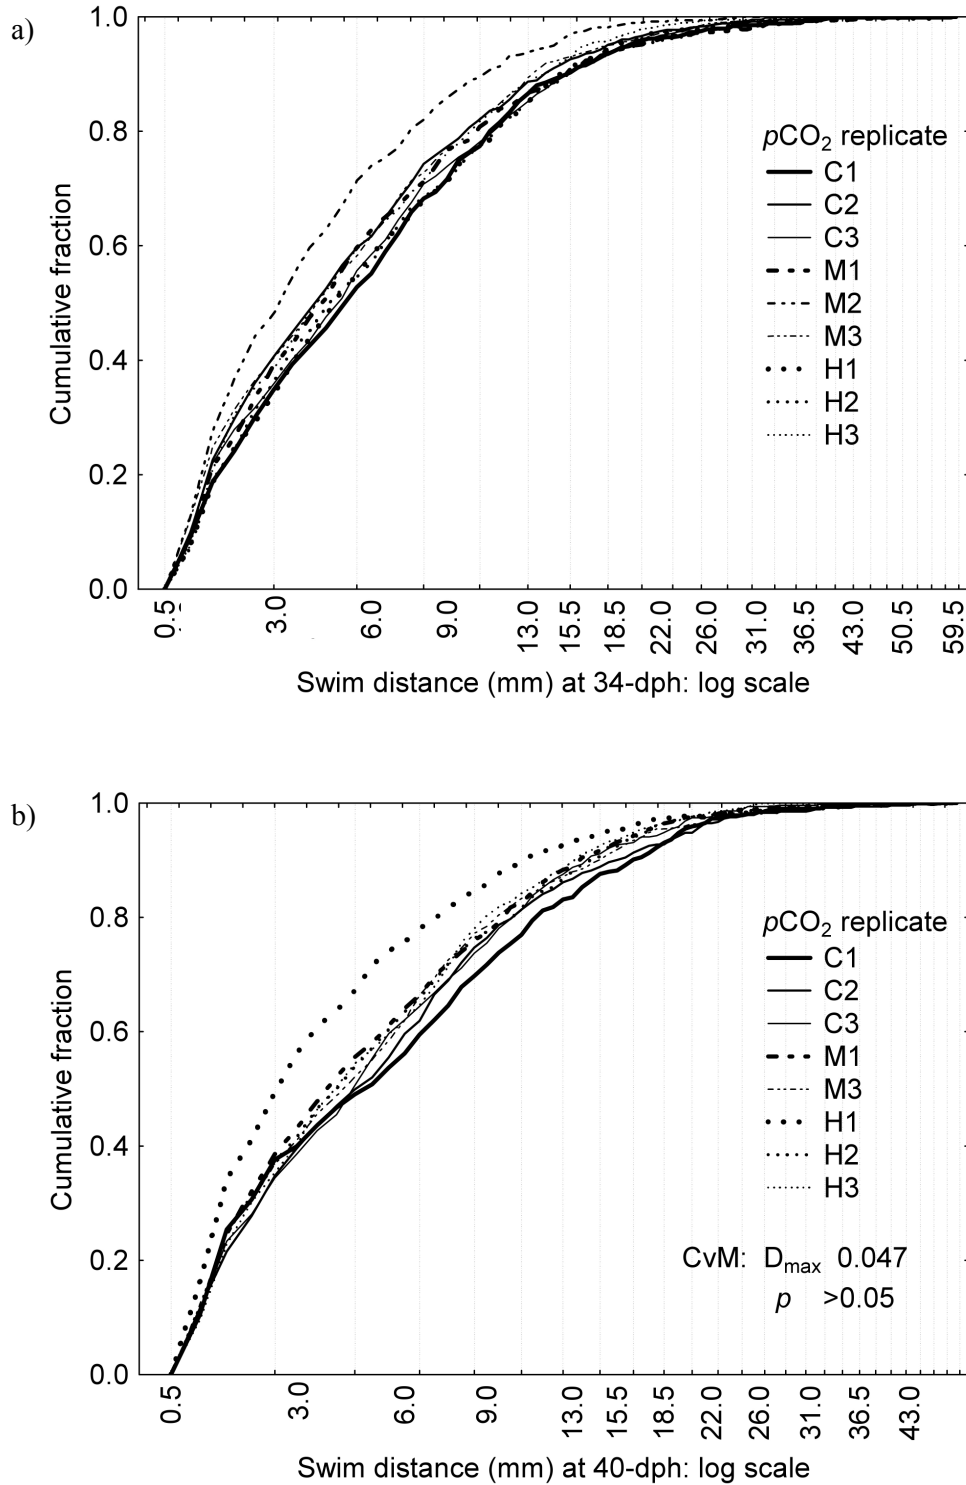 a)
1.0
0.8
0.6
0.4
0.2
0.0
Cumulative fraction
pCO2 replicate
C1
C2
C3
M1
M2
M3
H1
H2
H3
0.5 3.0 6.0 9.0 13.0 15.5 18.5 22.0 26.0 31.0 36.5 43.0 50.5 59.5
Swim distance (mm) at 34-dph: log scale
b)
1.0
0.8
0.6
0.4
0.2
0.0
Cumulative fraction
pCO2 replicate
C1
C2
C3
M1
M3
H1
H2
H3
CvM: Dmax 0.047
p >0.05
0.5 3.0 6.0 9.0 13.0 15.5 18.5 22.0 26.0 31.0 36.5 43.0
Swim distance (mm) at 40-dph: log scale